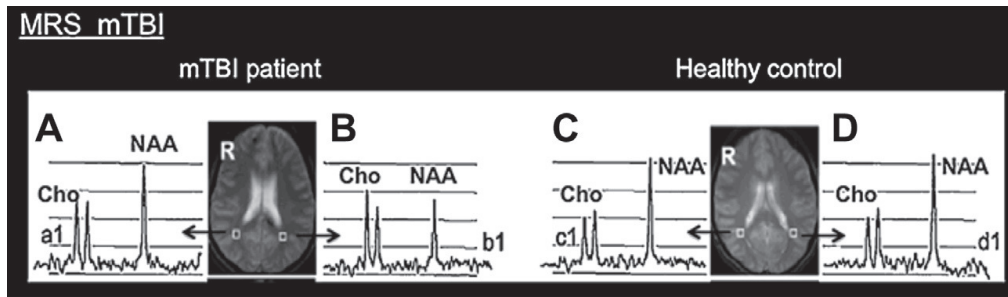 MRS mTBI
mTBI patient
Healthy control
A
NAA
Cho
a1
R
B
Cho NAA
b1
C
NAA
Cho
c1
R
D
NAA
Cho
d1